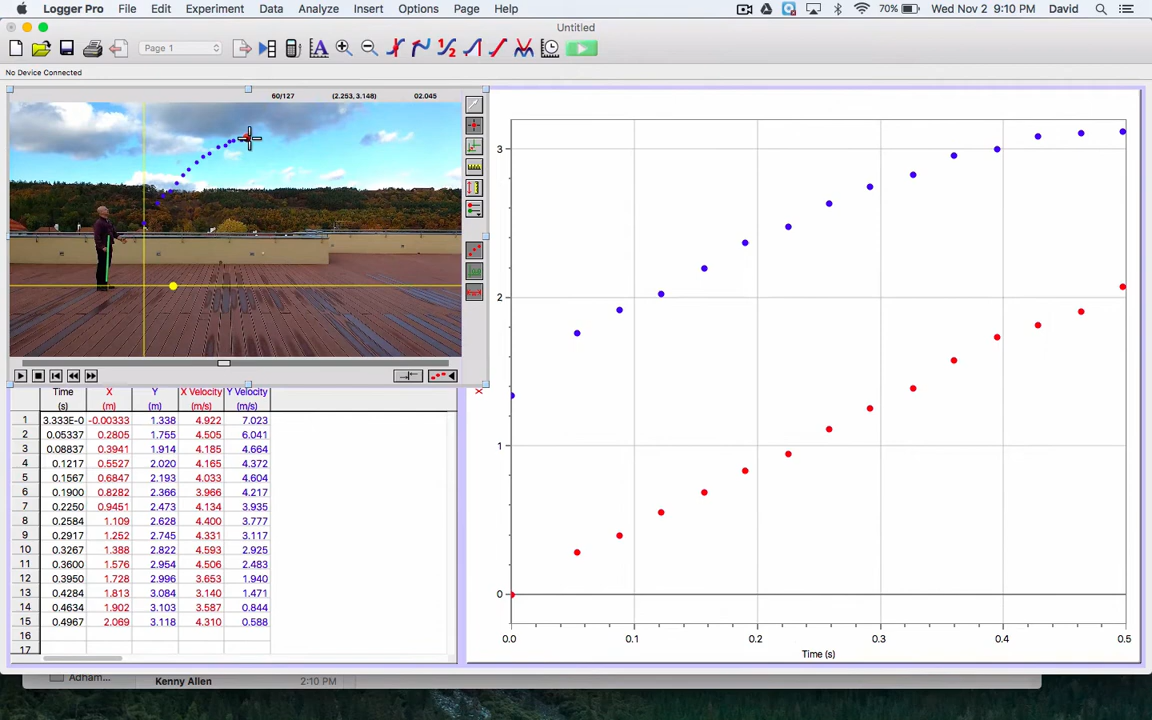 Logger Pro File Edit Experiment Data Analyze Insert Options Page Help 70% Wed Nov 2 9:10 PM David
Untitled
Page 1
No Device Connected
60/127 (2.253, 3.148) 02.045
Time X Y X Velocity Y Velocity
(s) (m) (m) (m/s) (m/s)
1 3.333E-0 -0.00333 1.338 4.922 7.023
2 0.05337 0.2805 1.755 4.505 6.041
3 0.08837 0.3941 1.914 4.185 4.664
4 0.1217 0.5527 2.020 4.165 4.372
5 0.1567 0.6847 2.193 4.033 4.604
6 0.1900 0.8282 2.366 3.966 4.217
7 0.2250 0.9451 2.473 4.134 3.935
8 0.2584 1.109 2.628 4.400 3.777
9 0.2917 1.252 2.745 4.331 3.117
10 0.3267 1.388 2.822 4.593 2.925
11 0.3600 1.576 2.954 4.506 2.483
12 0.3950 1.728 2.996 3.653 1.940
13 0.4284 1.813 3.084 3.140 1.471
14 0.4634 1.902 3.103 3.587 0.844
15 0.4967 2.069 3.118 4.310 0.588
16
17
3
2
X
1
0
0.0 0.1 0.2 0.3 0.4 0.5
Time (s)
Adham...
Kenny Allen 2:10 PM